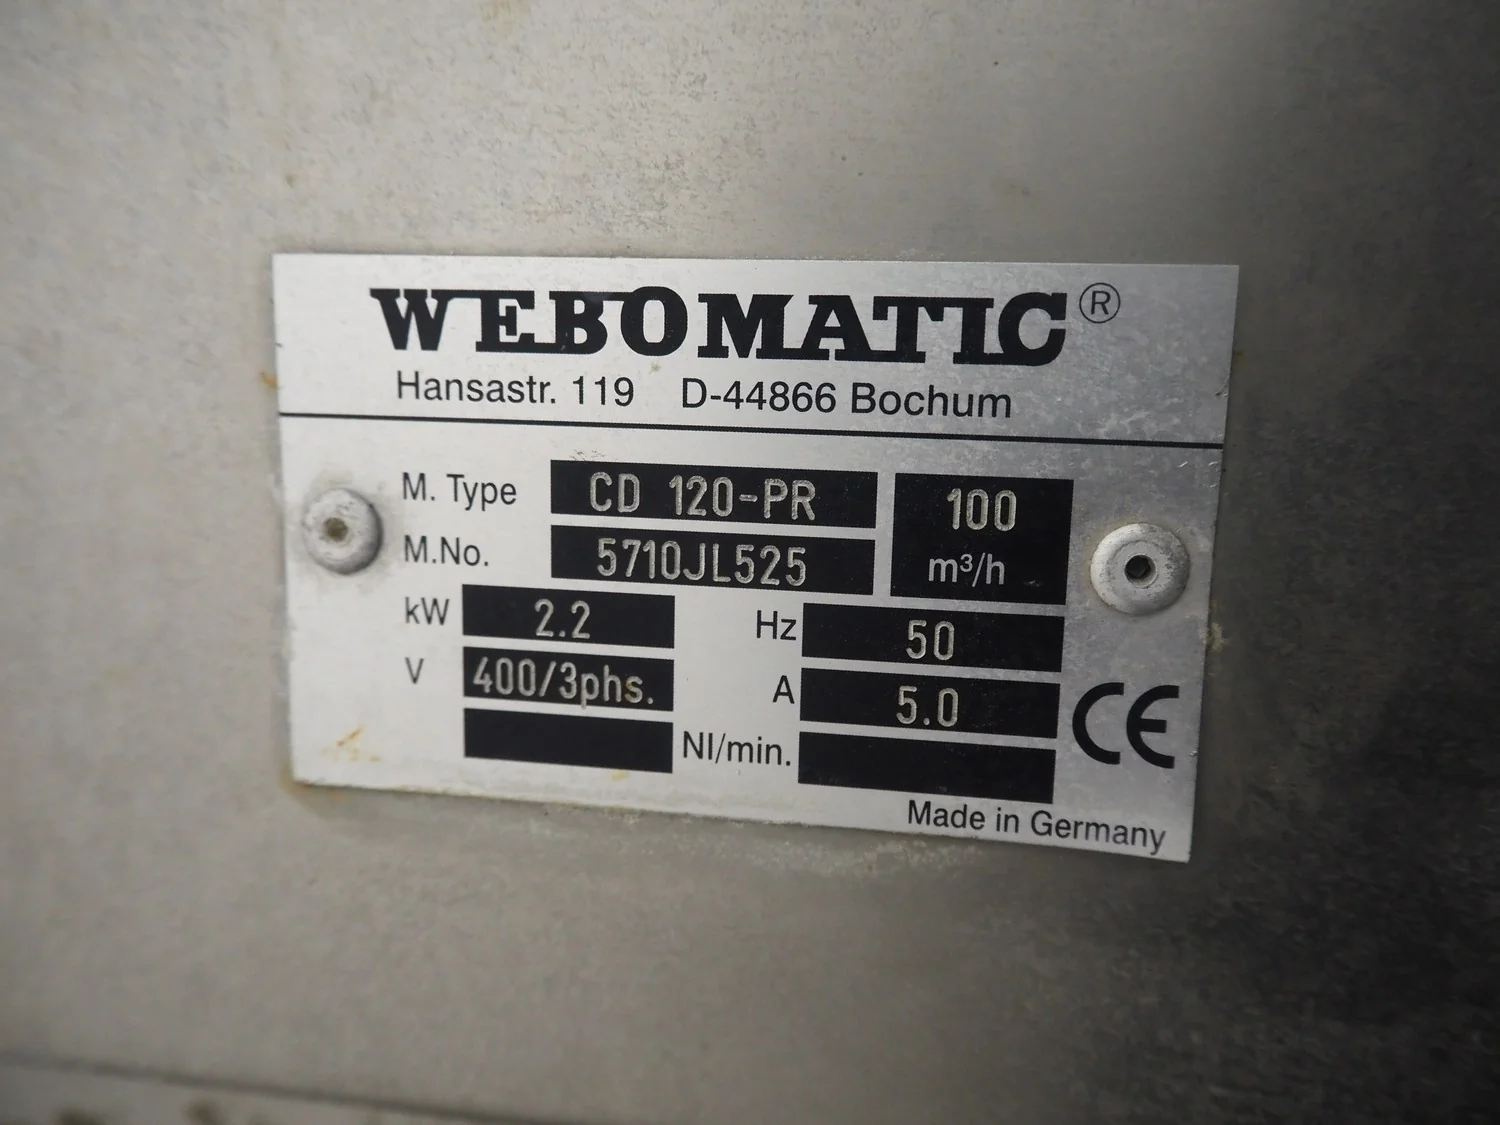 WEBOMATIC®
Hansastr. 119 D-44866 Bochum
M. Type CD 120-PR 100
M.No. 5710JL525 m³/h
kW 2.2 Hz 50
V 400/3phs. A 5.0
Nl/min.
CE
Made in Germany